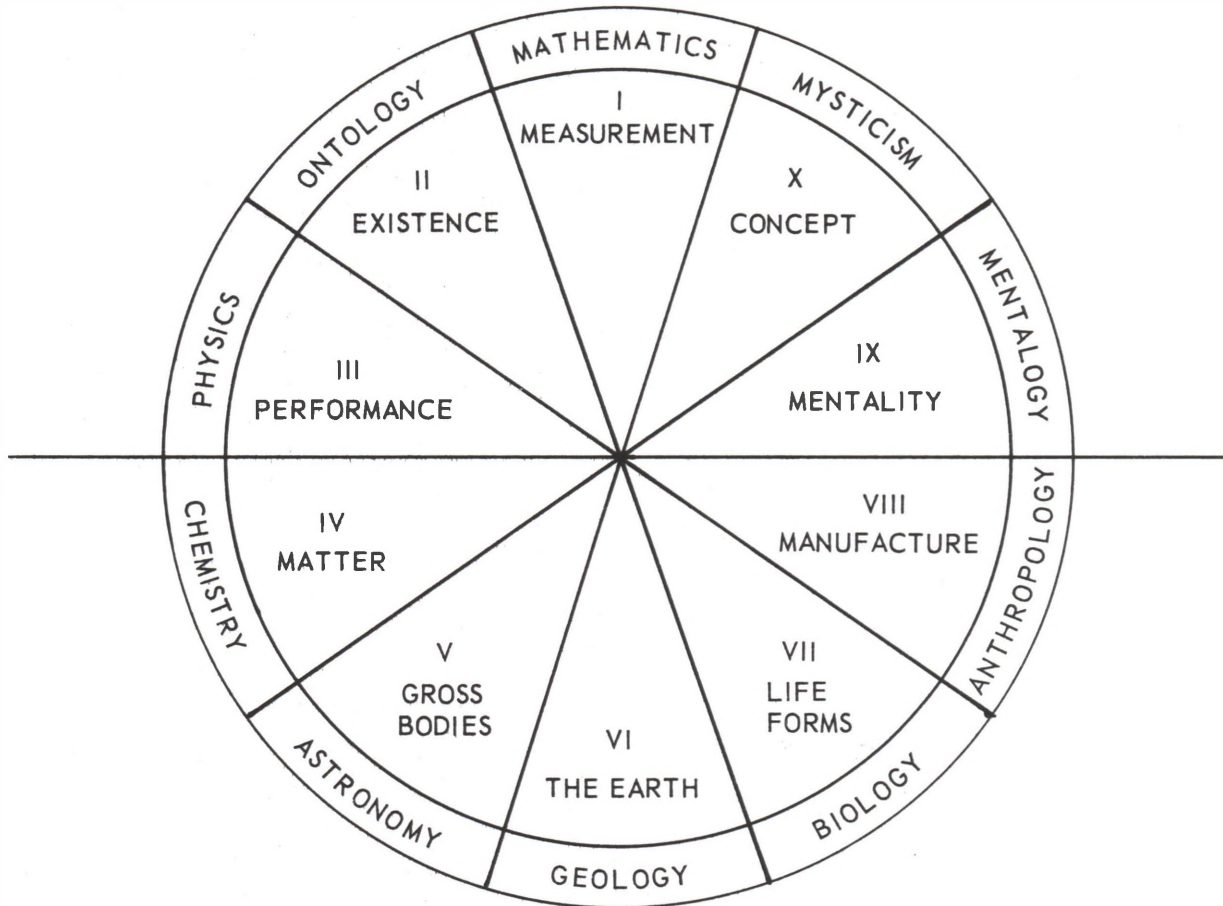 MATHEMATICS
I
MEASUREMENT
ONTOLOGY
II
EXISTENCE
PHYSICS
III
PERFORMANCE
CHEMISTRY
IV
MATTER
ASTRONOMY
V
GROSS
BODIES
GEOLOGY
VI
THE EARTH
BIOLOGY
VII
LIFE
FORMS
ANTHROPOLOGY
VIII
MANUFACTURE
MENTALOGY
IX
MENTALITY
MYSTICISM
X
CONCEPT